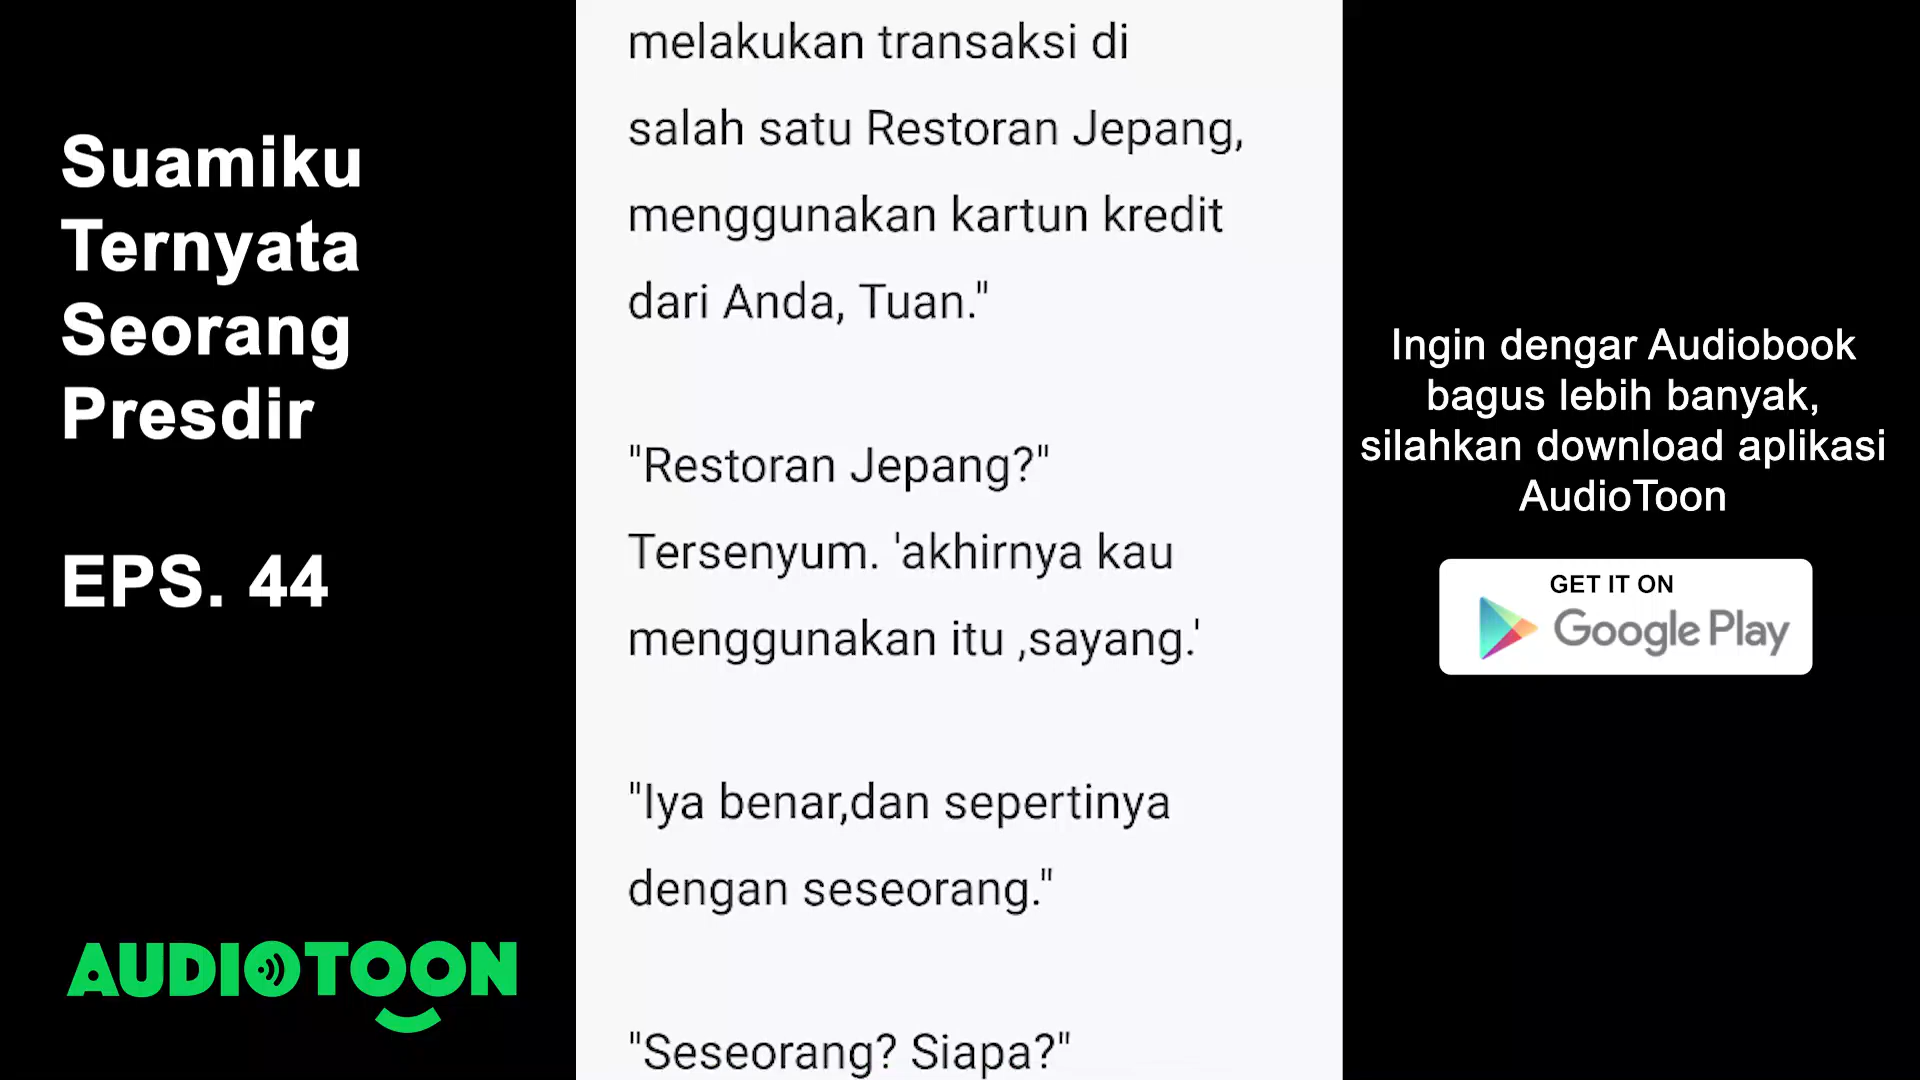 Suamiku
Ternyata
Seorang
Presdir
EPS. 44
AUDIOTOON
melakukan transaksi di
salah satu Restoran Jepang,
menggunakan kartun kredit
dari Anda, Tuan."
"Restoran Jepang?"
Tersenyum. 'akhirnya kau
menggunakan itu ,sayang.'
"Iya benar,dan sepertinya
dengan seseorang."
"Seseorang? Siapa?"
Ingin dengar Audiobook
bagus lebih banyak,
silahkan download aplikasi
AudioToon
GET IT ON
Google Play